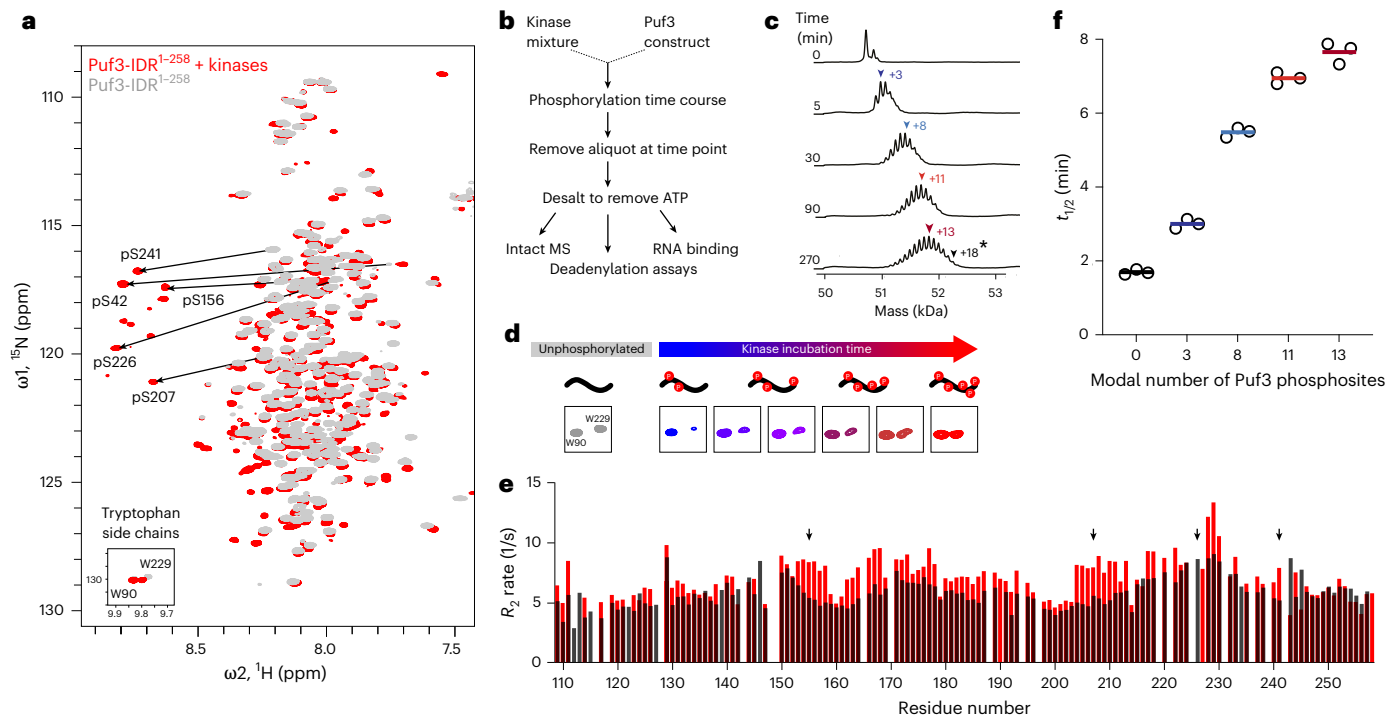 a
Puf3-IDR1–258 + kinases
Puf3-IDR1–258
110
115
120
125
130
ω1, 15N (ppm)
pS241
pS42
pS156
pS226
pS207
Tryptophan
side chains
W229
130
W90
9.9 9.8 9.7
8.5 8.0 7.5
ω2, 1H (ppm)
b
Kinase
mixture
Puf3
construct
Phosphorylation time course
Remove aliquot at time point
Desalt to remove ATP
Intact MS
RNA binding
Deadenylation assays
c
Time
(min)
0
+3
5
+8
30
+11
90
+13
+18 *
270
50 51 52 53
Mass (kDa)
d
Unphosphorylated
Kinase incubation time
P
P P
P P P P
P P P P P
W229
W90
e
15
10
5
0
R2 rate (1/s)
110 120 130 140 150 160 170 180 190 200 210 220 230 240 250
Residue number
f
8
6
4
2
0
t1/2 (min)
0 3 8 11 13
Modal number of Puf3 phosphosites